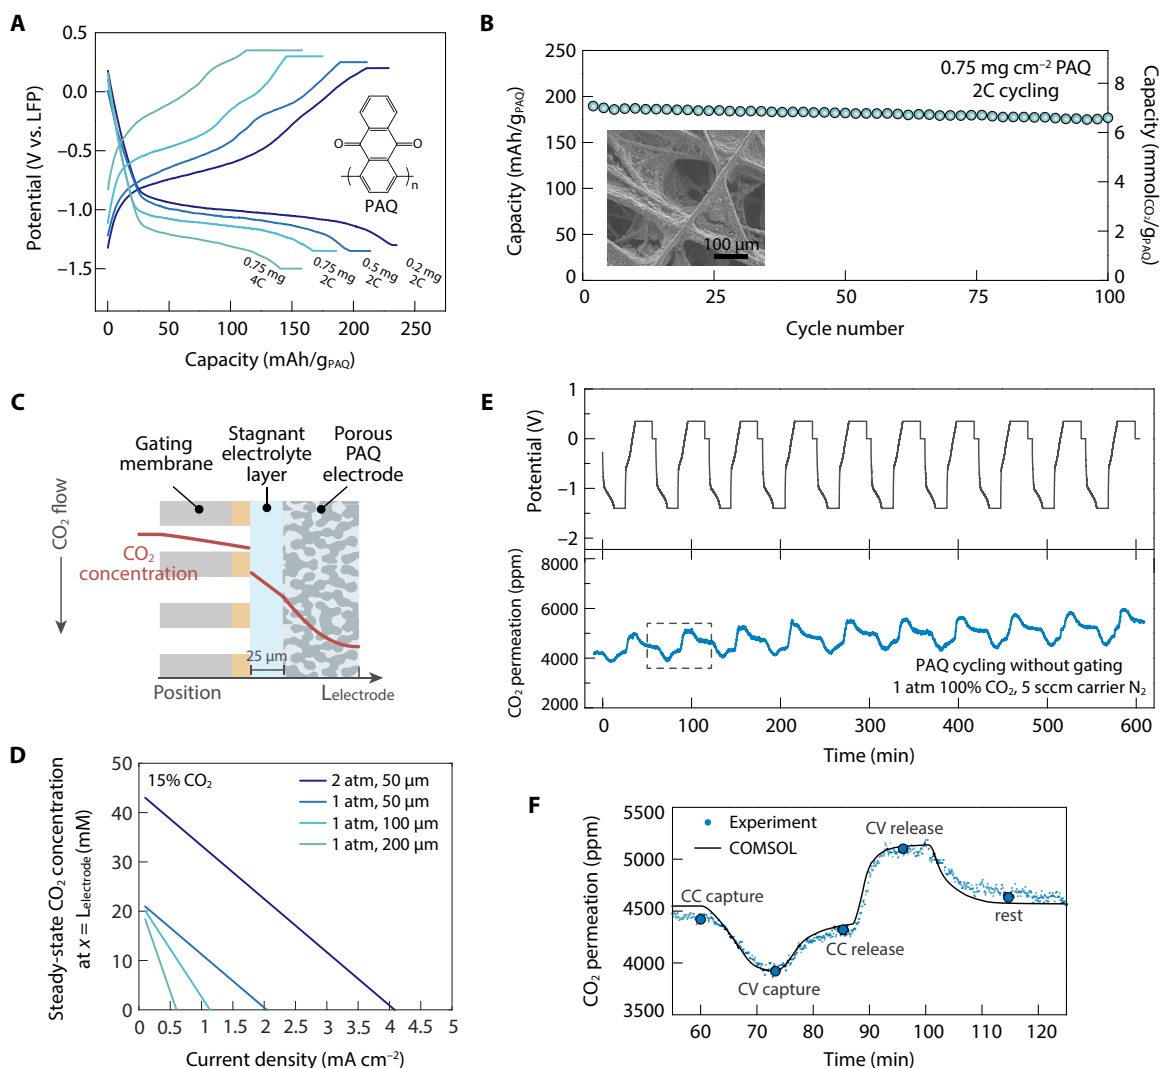 A
0.5
0.0
−0.5
−1.0
−1.5
Potential (V vs. LFP)
0
50
100
150
200
250
Capacity (mAh/gPAQ)
O
O
n
PAQ
0.75 mg
4C
0.75 mg
2C
0.5 mg
2C
0.2 mg
2C
B
250
200
150
100
50
0
Capacity (mAh/gPAQ)
0.75 mg cm−2 PAQ
2C cycling
100 μm
8
6
4
2
0
Capacity (mmolCO2/gPAQ)
25
50
75
100
Cycle number
C
Gating
membrane
Stagnant
electrolyte
layer
Porous
PAQ
electrode
CO2 flow
CO2
concentration
25 μm
Position
Lelectrode
D
Steady-state CO2 concentration
at x = Lelectrode (mM)
50
40
30
20
10
0
15% CO2
2 atm, 50 μm
1 atm, 50 μm
1 atm, 100 μm
1 atm, 200 μm
0.5
1
1.5
2
2.5
3
3.5
4
4.5
5
Current density (mA cm−2)
E
1
0
−1
−2
Potential (V)
8000
6000
4000
2000
CO2 permeation (ppm)
PAQ cycling without gating
1 atm 100% CO2, 5 sccm carrier N2
0
100
200
300
400
500
600
Time (min)
F
5500
5000
4500
4000
3500
CO2 permeation (ppm)
Experiment
COMSOL
CC capture
CV capture
CC release
CV release
rest
60
70
80
90
100
110
120
Time (min)